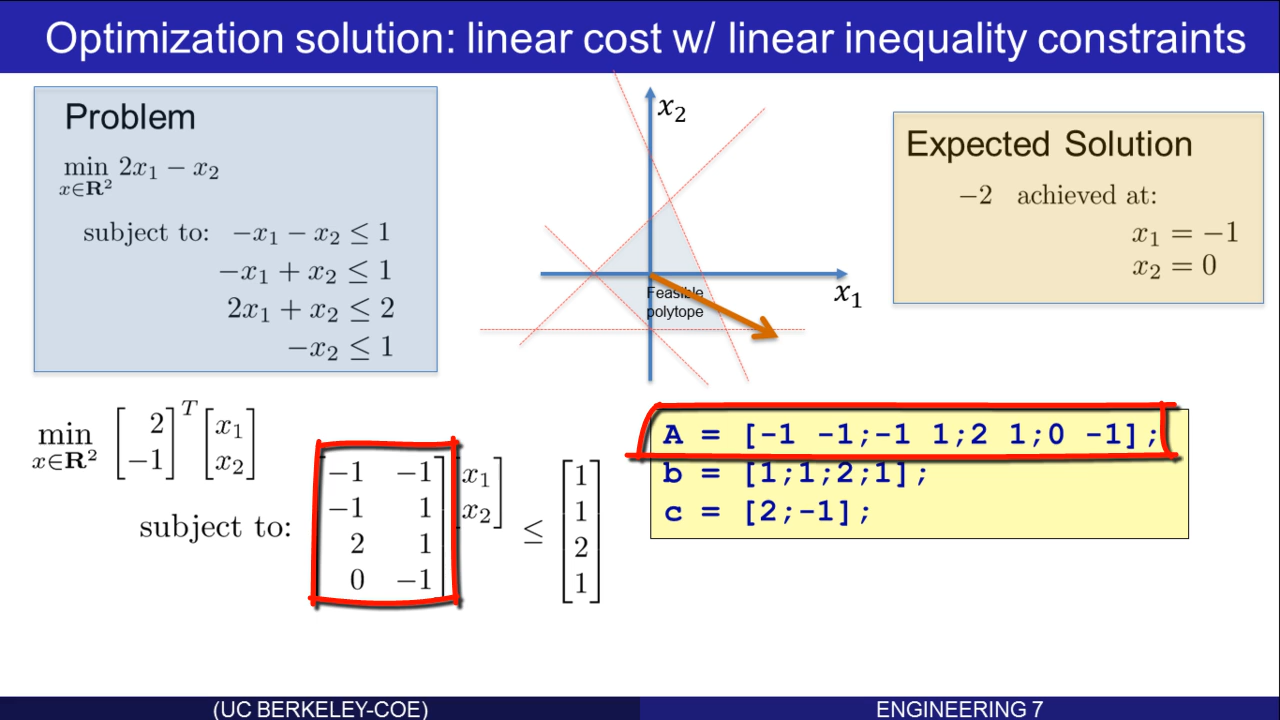 Optimization solution: linear cost w/ linear inequality constraints
Problem
min 2x₁ − x₂
x∈R²
subject to: −x₁ − x₂ ≤ 1
−x₁ + x₂ ≤ 1
2x₁ + x₂ ≤ 2
−x₂ ≤ 1
x₂
x₁
Feasible
polytope
Expected Solution
−2 achieved at:
x₁ = −1
x₂ = 0
min [2; −1]ᵀ [x₁; x₂]
x∈R²
subject to: [−1 −1; −1 1; 2 1; 0 −1] [x₁; x₂] ≤ [1; 1; 2; 1]
A = [-1 -1;-1 1;2 1;0 -1];
b = [1;1;2;1];
c = [2;-1];
(UC BERKELEY-COE)
ENGINEERING 7